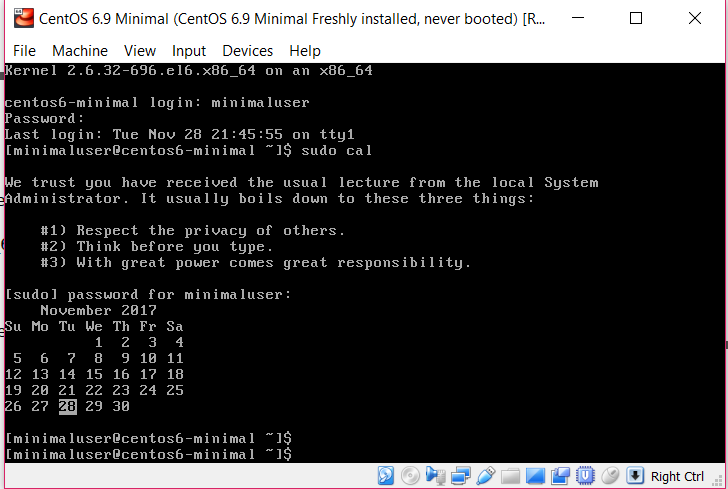 CentOS 6.9 Minimal (CentOS 6.9 Minimal Freshly installed, never booted) [R...
File Machine View Input Devices Help
Kernel 2.6.32-696.el6.x86_64 on an x86_64
centos6-minimal login: minimaluser
Password:
Last login: Tue Nov 28 21:45:55 on tty1
[minimaluser@centos6-minimal ~]$ sudo cal
We trust you have received the usual lecture from the local System
Administrator. It usually boils down to these three things:
#1) Respect the privacy of others.
#2) Think before you type.
#3) With great power comes great responsibility.
[sudo] password for minimaluser:
November 2017
Su Mo Tu We Th Fr Sa
1 2 3 4
5 6 7 8 9 10 11
12 13 14 15 16 17 18
19 20 21 22 23 24 25
26 27 28 29 30
[minimaluser@centos6-minimal ~]$
[minimaluser@centos6-minimal ~]$
Right Ctrl